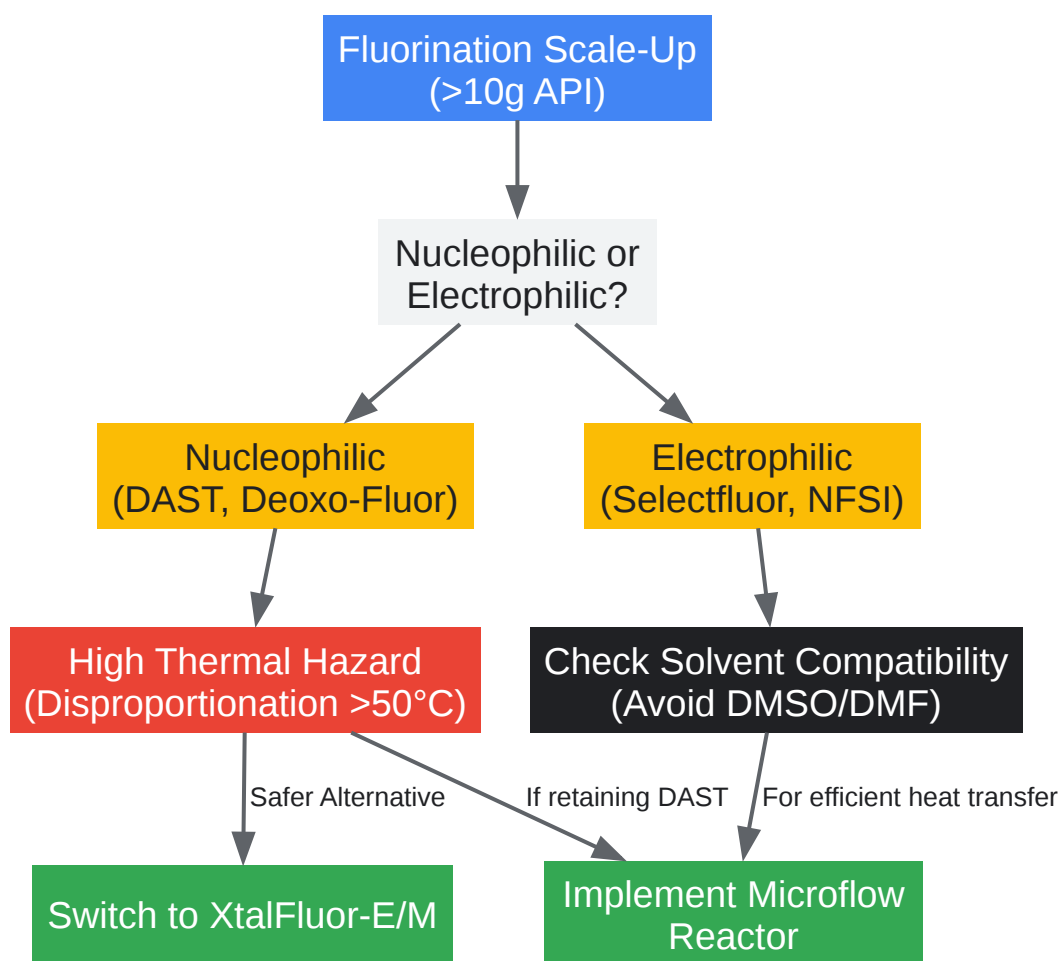 Fluorination Scale-Up
(>10g API)
Nucleophilic or
Electrophilic?
Nucleophilic
(DAST, Deoxo-Fluor)
Electrophilic
(Selectfluor, NFSI)
High Thermal Hazard
(Disproportionation >50°C)
Check Solvent Compatibility
(Avoid DMSO/DMF)
Safer Alternative
If retaining DAST
For efficient heat transfer
Switch to XtalFluor-E/M
Implement Microflow
Reactor